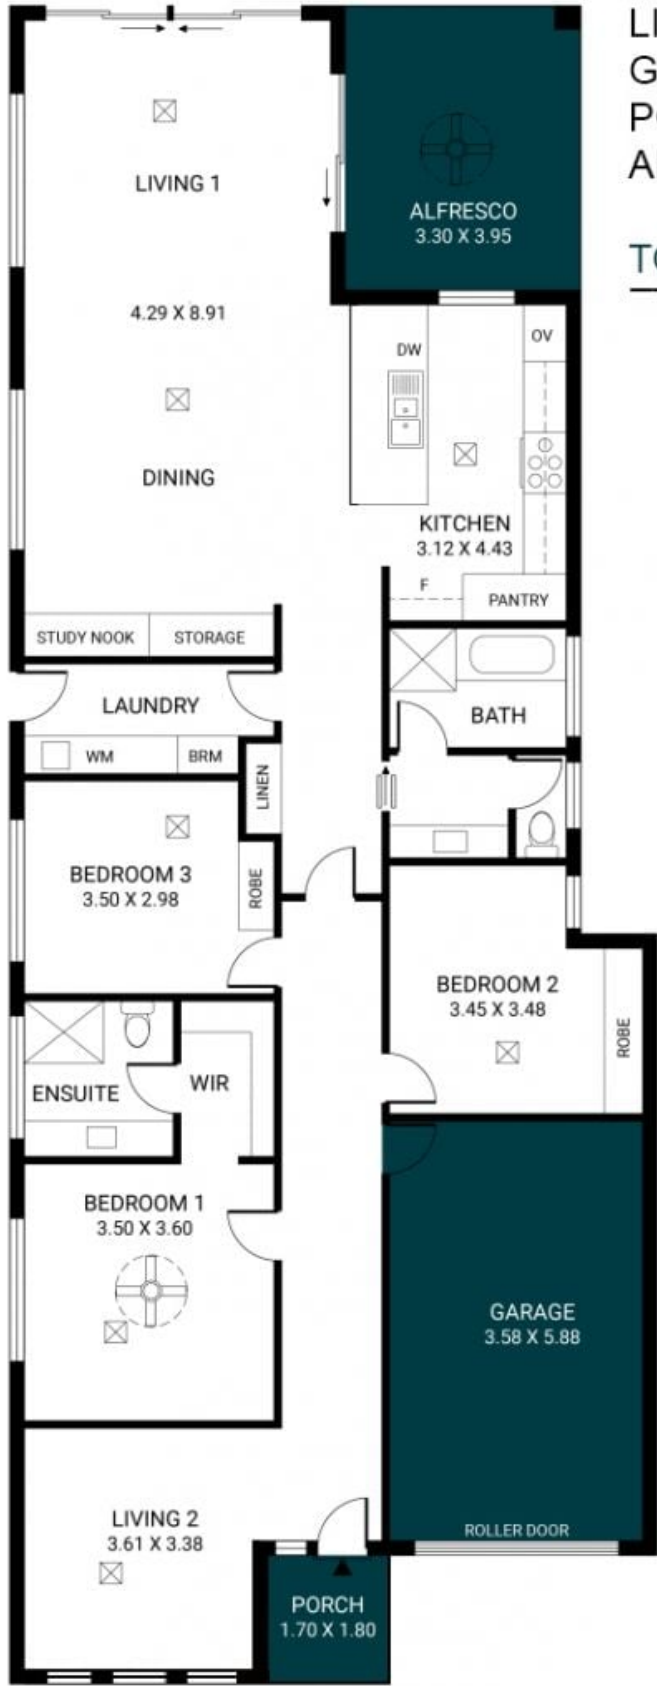 LIVING 1
4.29 X 8.91
DINING
ALFRESCO
3.30 X 3.95
DW
OV
KITCHEN
3.12 X 4.43
F
PANTRY
STUDY NOOK
STORAGE
LAUNDRY
WM
BRM
LINEN
BATH
BEDROOM 3
3.50 X 2.98
ROBE
BEDROOM 2
3.45 X 3.48
ROBE
ENSUITE
WIR
BEDROOM 1
3.50 X 3.60
GARAGE
3.58 X 5.88
ROLLER DOOR
LIVING 2
3.61 X 3.38
PORCH
1.70 X 1.80